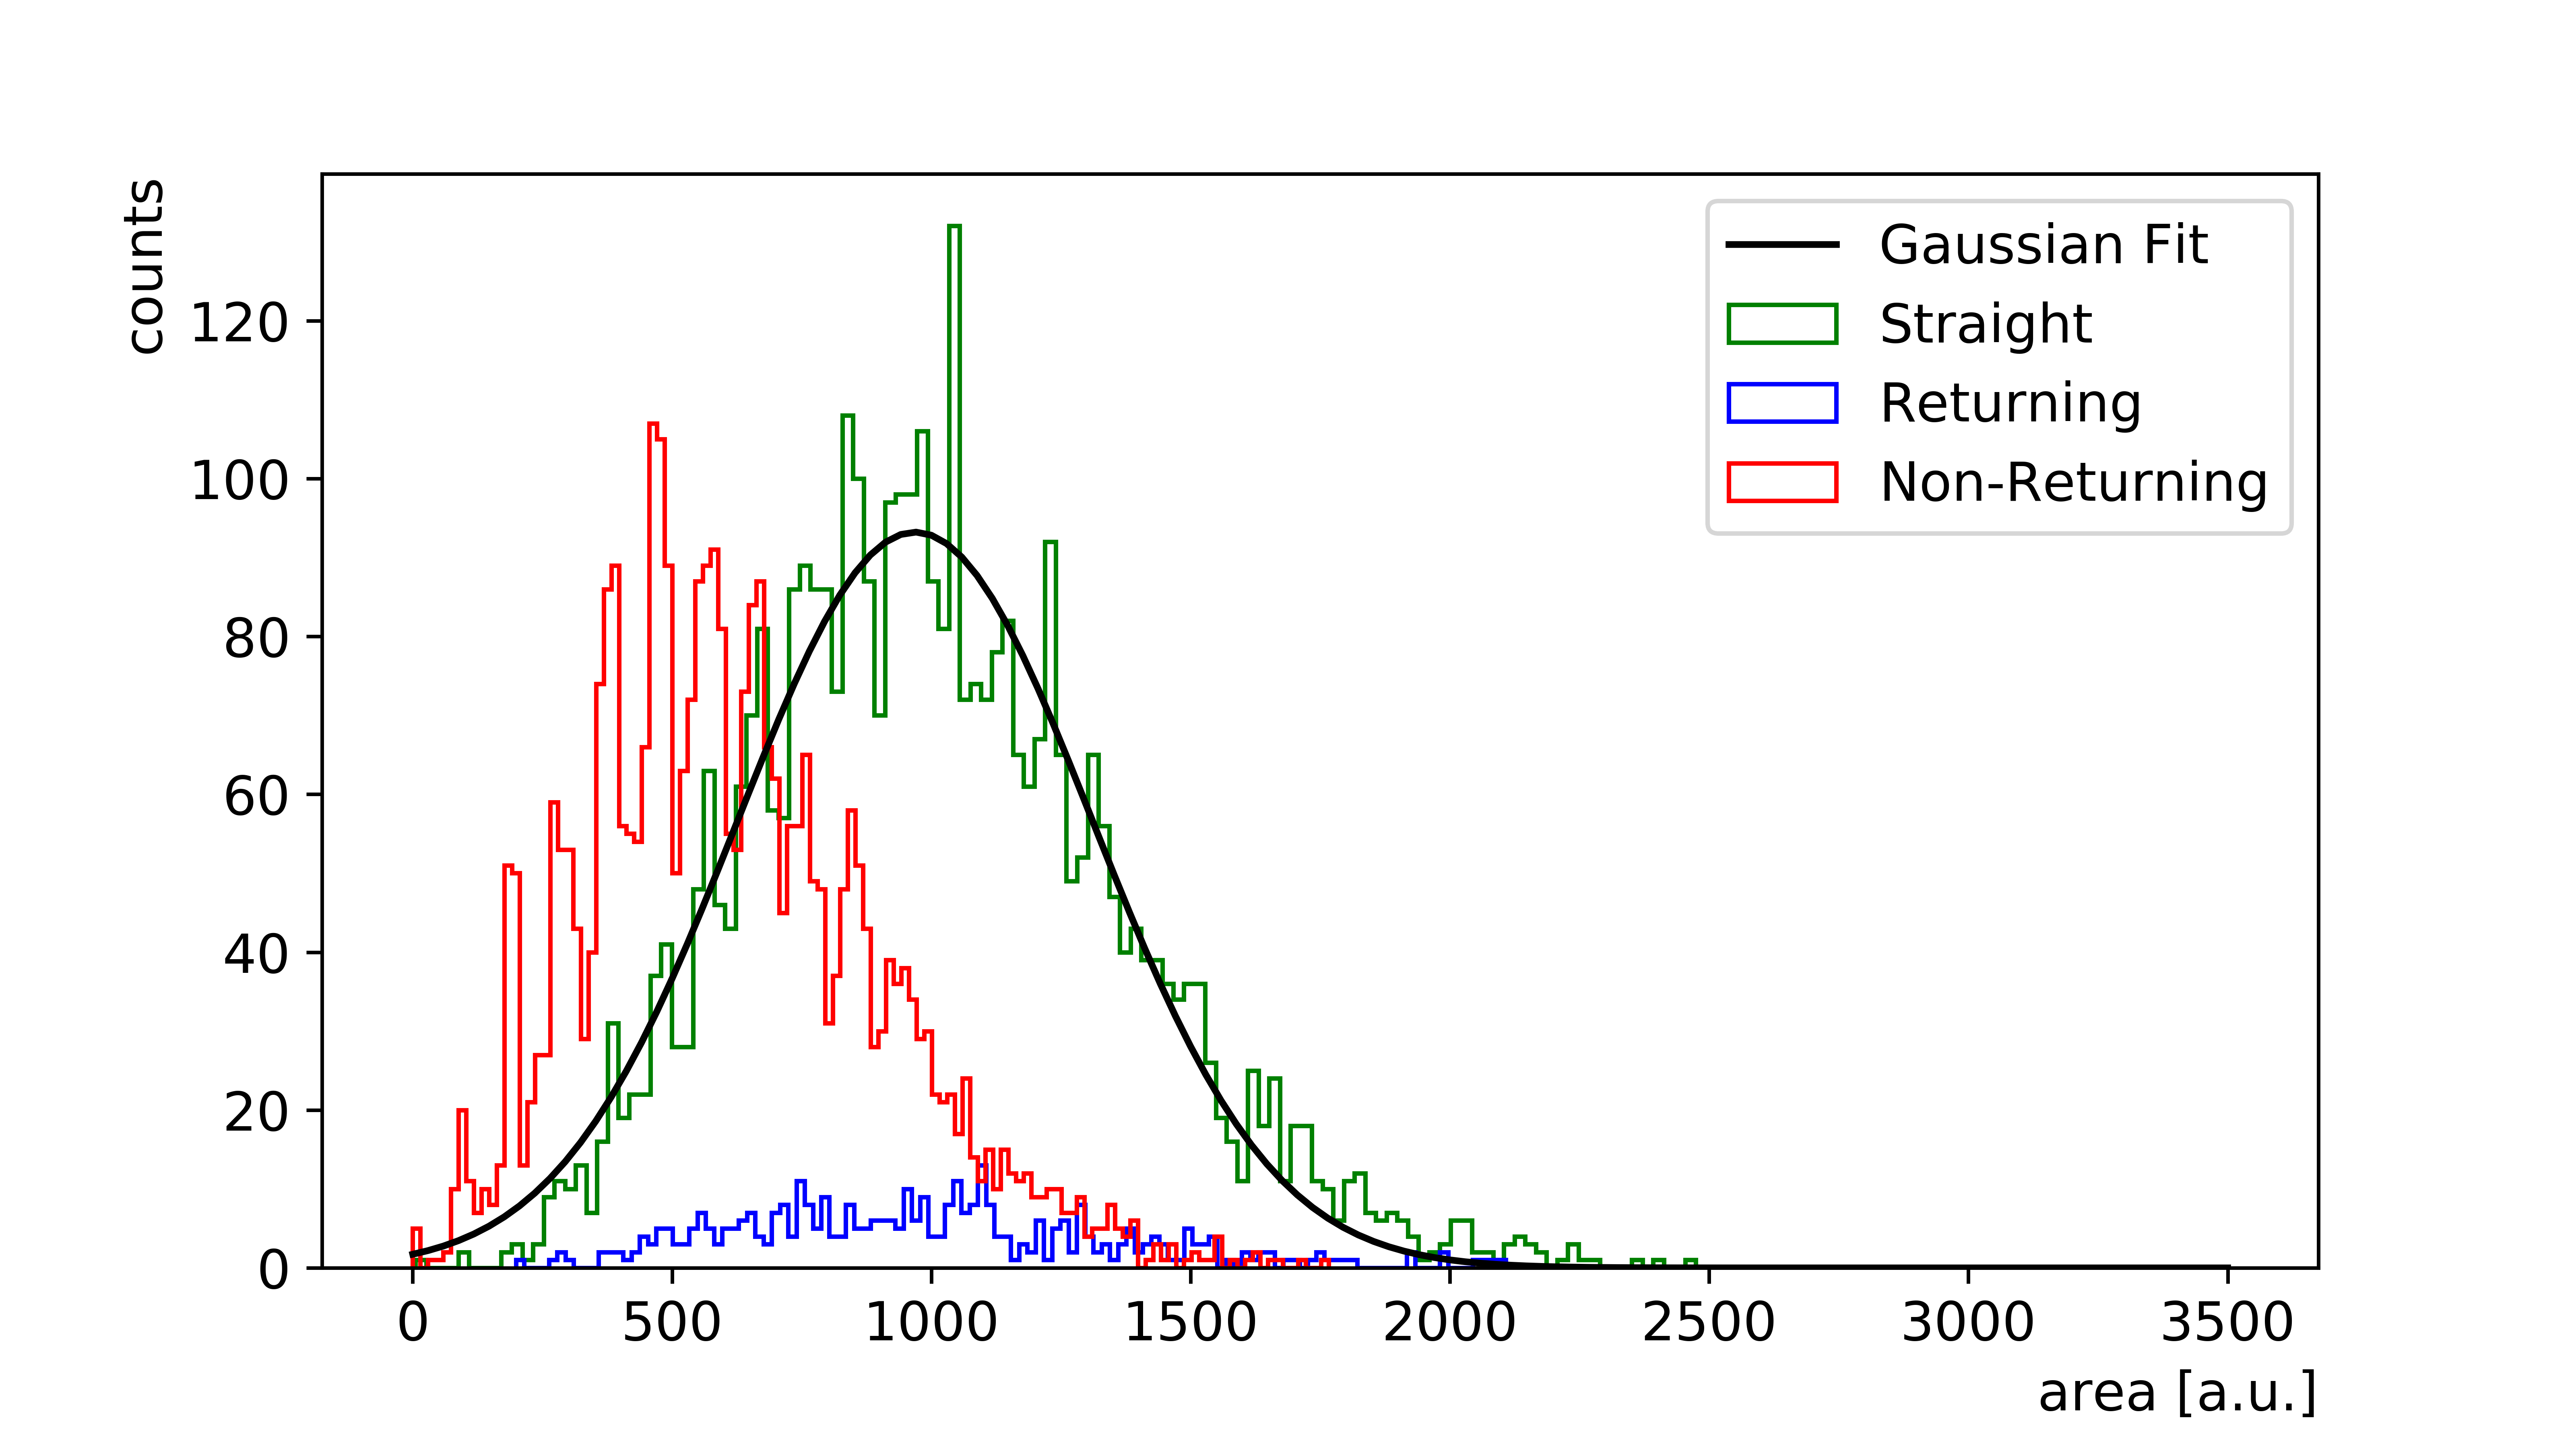 counts
120
100
80
60
40
20
0
0 500 1000 1500 2000 2500 3000 3500
area [a.u.]
Gaussian Fit
Straight
Returning
Non-Returning